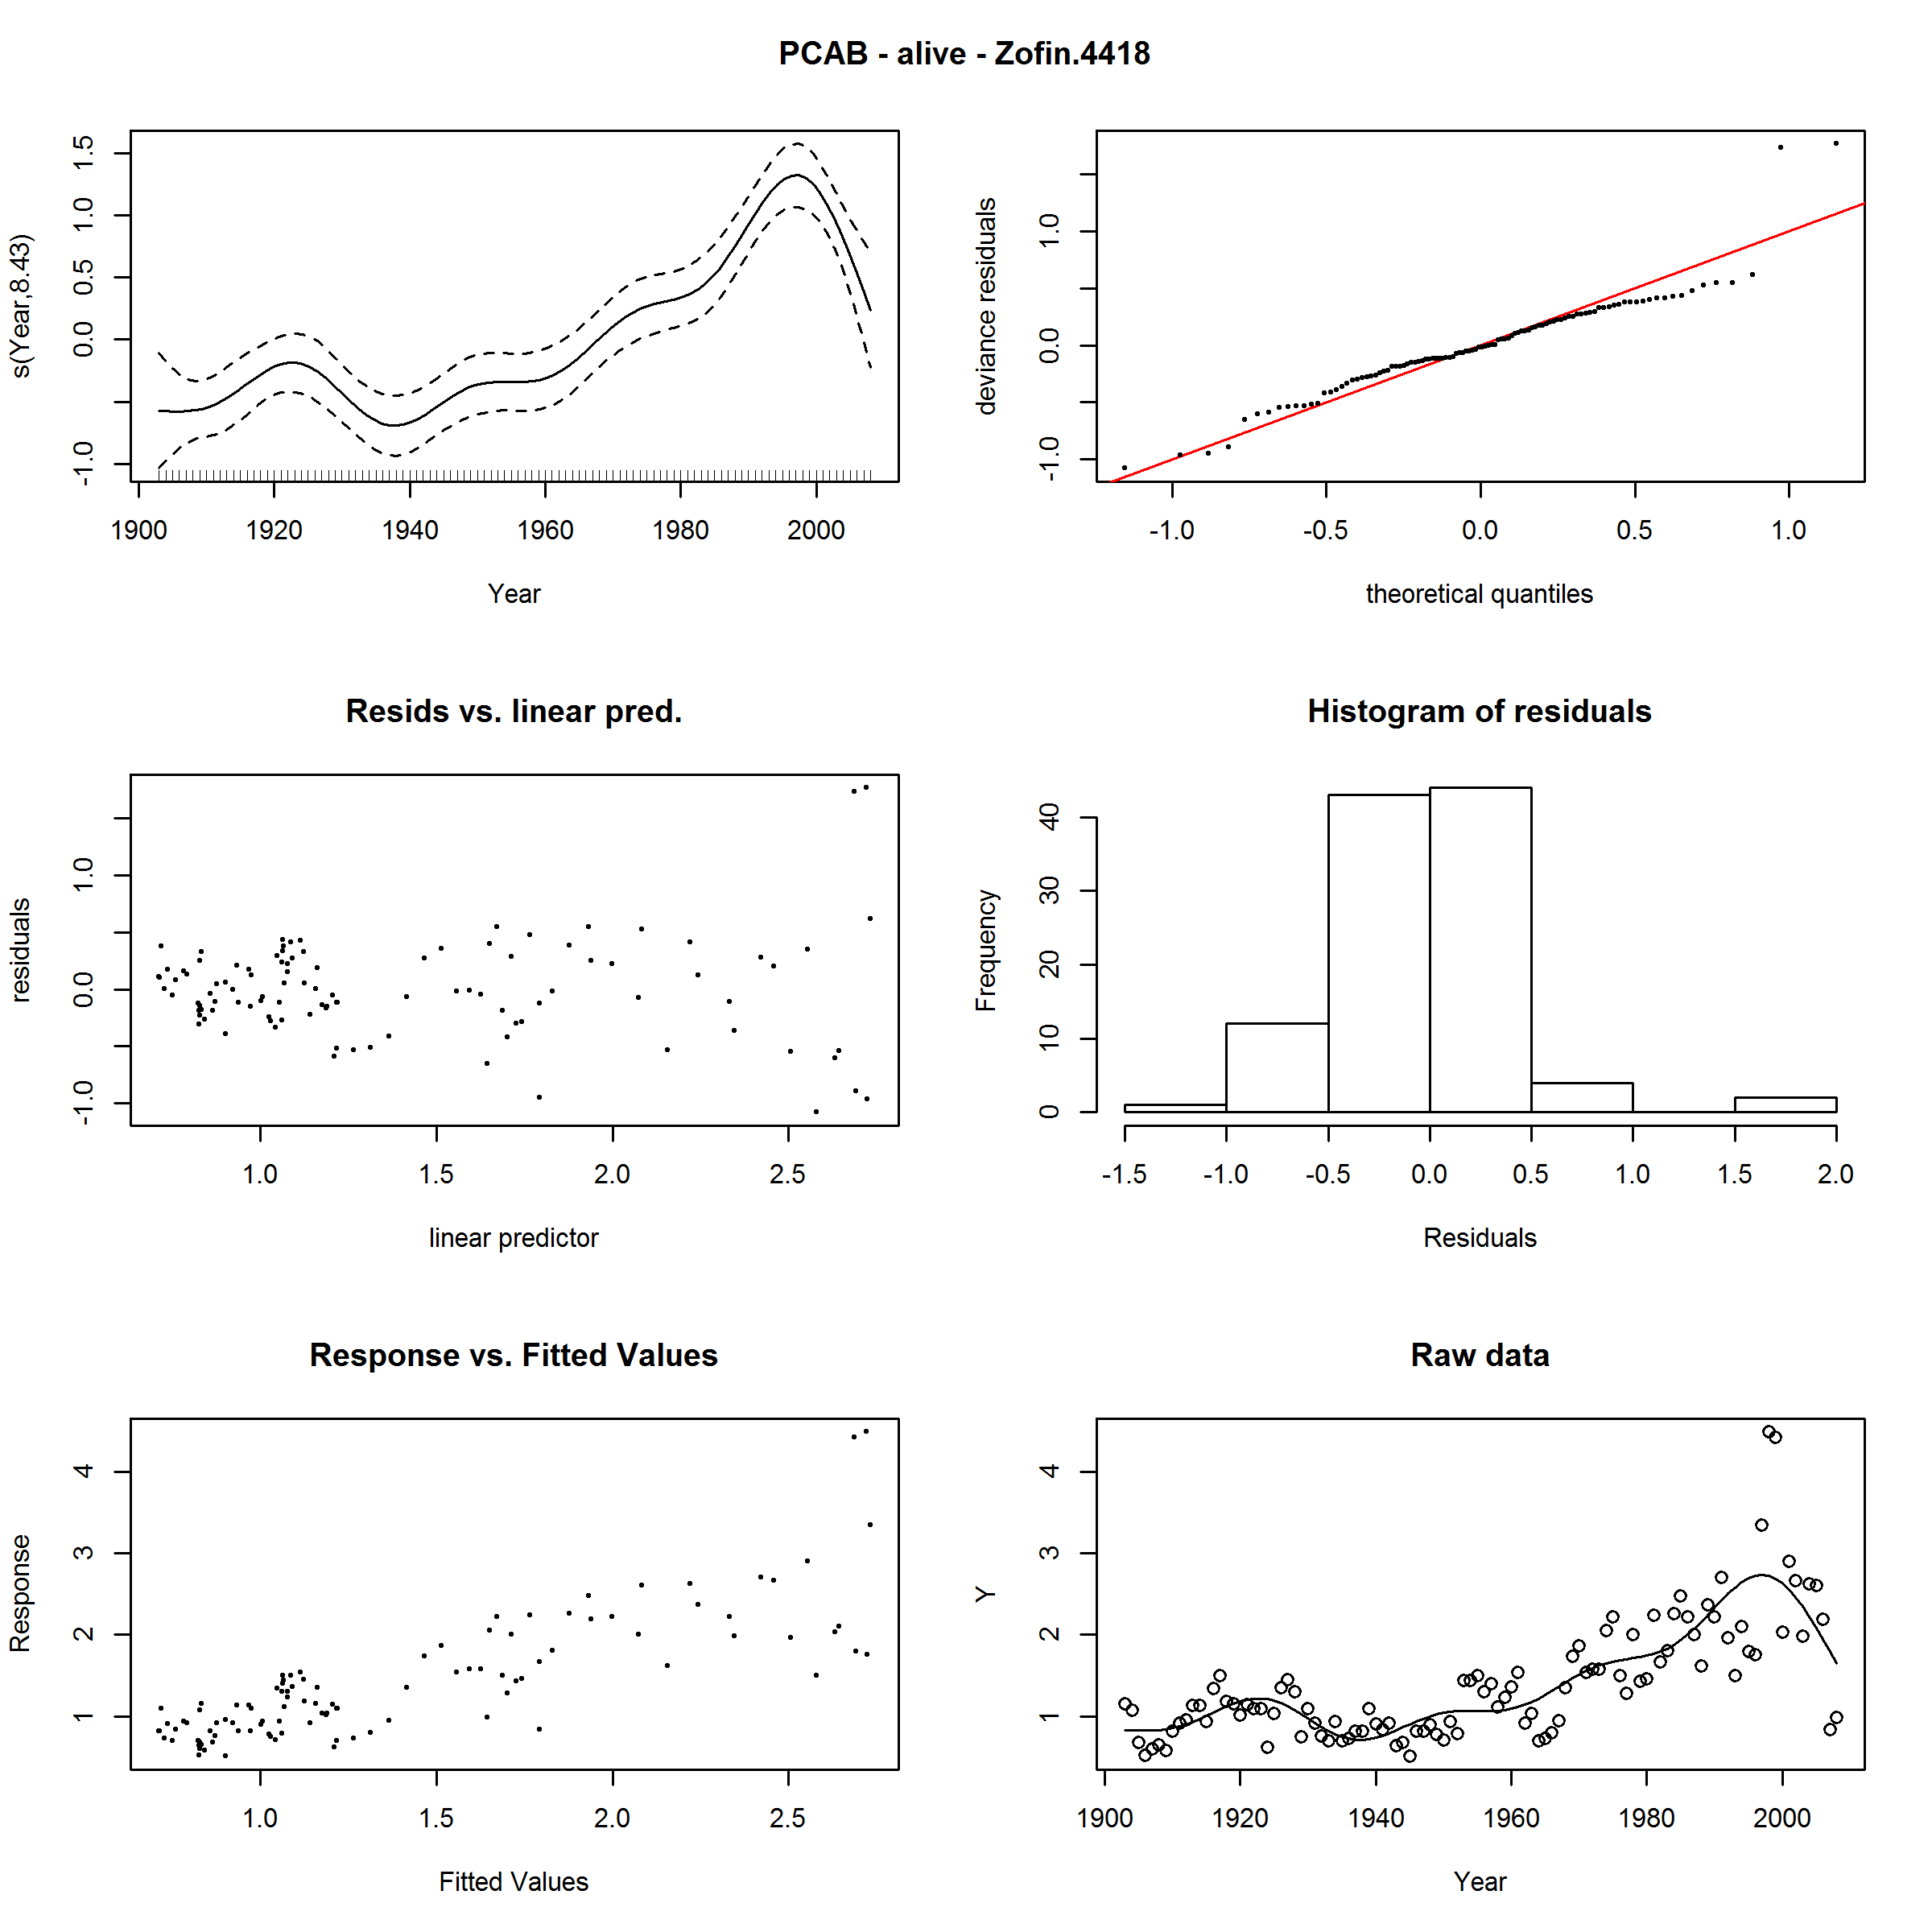 PCAB - alive - Zofin.4418
s(Year,8.43)
-1.0 0.0 0.5 1.0 1.5
1900 1920 1940 1960 1980 2000
Year
deviance residuals
-1.0 0.0 1.0
-1.0 -0.5 0.0 0.5 1.0
theoretical quantiles
Resids vs. linear pred.
residuals
-1.0 0.0 1.0
1.0 1.5 2.0 2.5
linear predictor
Histogram of residuals
Frequency
0 10 20 30 40
-1.5 -1.0 -0.5 0.0 0.5 1.0 1.5 2.0
Residuals
Response vs. Fitted Values
Response
1 2 3 4
1.0 1.5 2.0 2.5
Fitted Values
Raw data
Y
1 2 3 4
1900 1920 1940 1960 1980 2000
Year